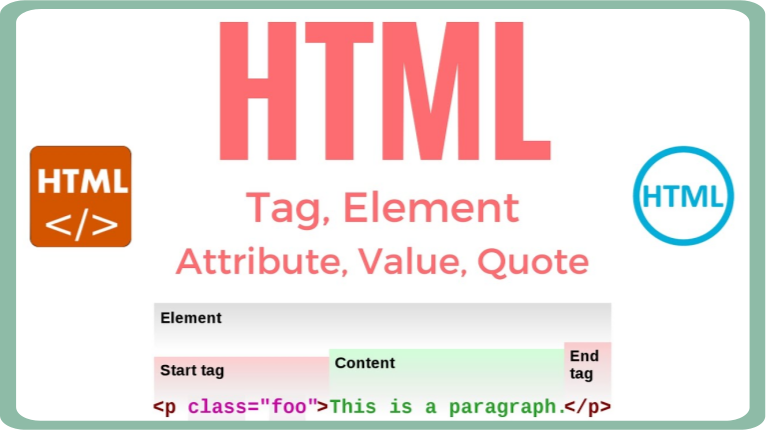 HTML
HTML
</>
HTML
Tag, Element
Attribute, Value, Quote
Element
Start tag
Content
End
tag
<p class="foo">This is a paragraph.</p>